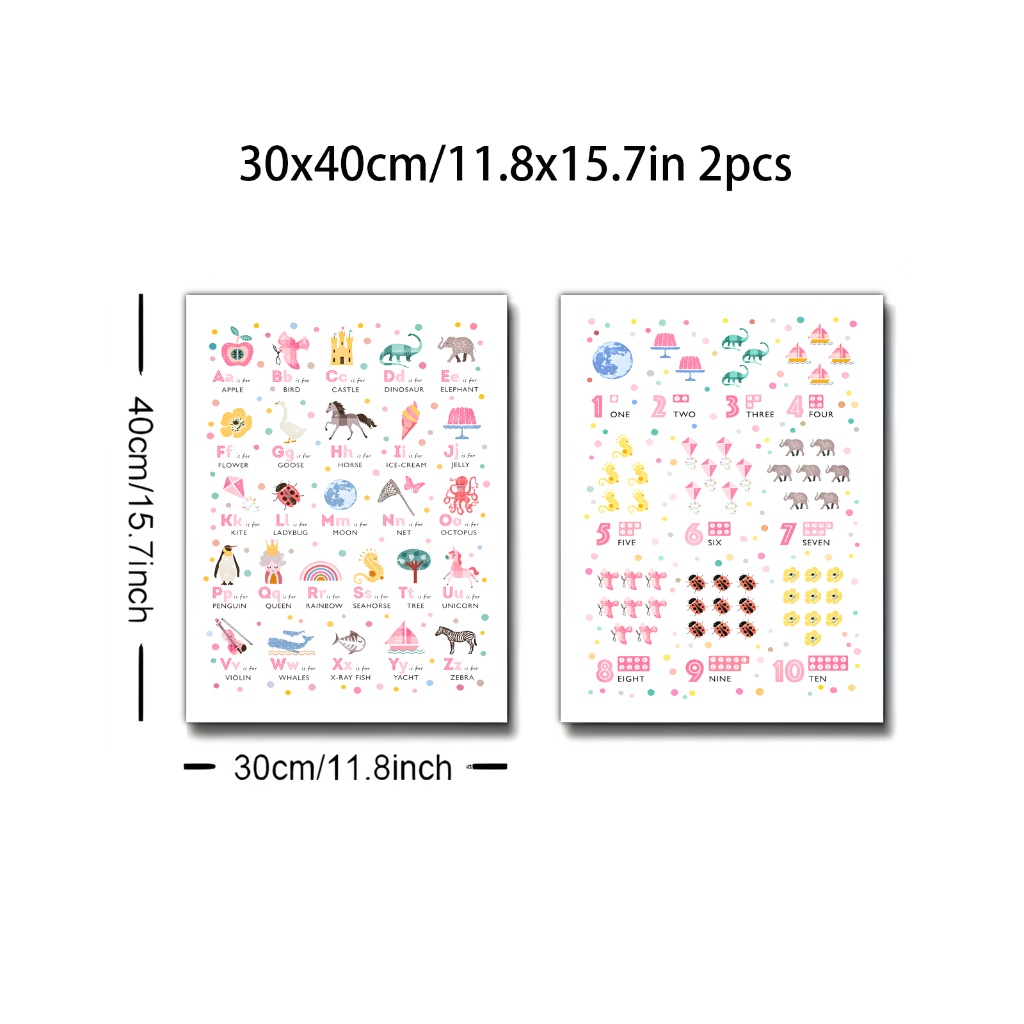 30x40cm/11.8x15.7in 2pcs
40cm/15.7inch
Aa is for Bb is for Cc is for Dd is for Ee is for
APPLE BIRD CASTLE DINOSAUR ELEPHANT
Ff is for Gg is for Hh is for Ii is for Jj is for
FLOWER GOOSE HORSE ICE-CREAM JELLY
Kk is for Ll is for Mm is for Nn is for Oo is for
KITE LADYBUG MOON NET OCTOPUS
Pp is for Qq is for Rr is for Ss is for Tt is for Uu is for
PENGUIN QUEEN RAINBOW SEAHORSE TREE UNICORN
Vv is for Ww is for Xx is for Yy is for Zz is for
VIOLIN WHALES X-RAY FISH YACHT ZEBRA
30cm/11.8inch
1 ONE 2 TWO 3 THREE 4 FOUR
5 FIVE 6 SIX 7 SEVEN
8 EIGHT 9 NINE 10 TEN